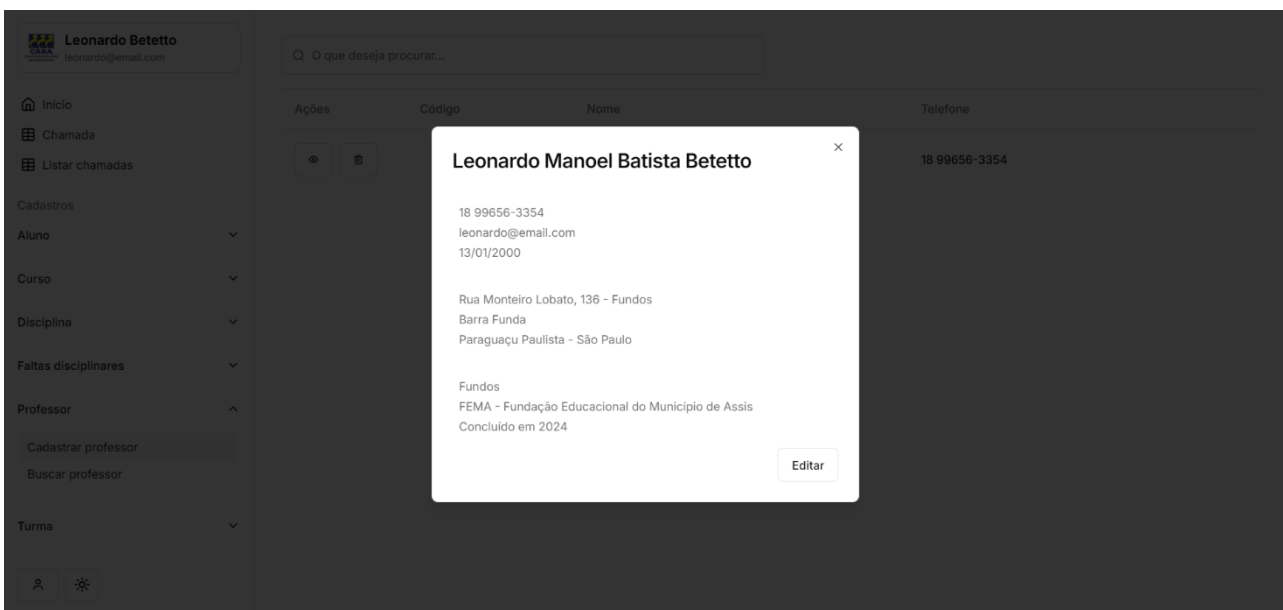 CARA
Leonardo Betetto
leonardo@email.com
Início
Chamada
Listar chamadas
Cadastros
Aluno
Curso
Disciplina
Faltas disciplinares
Professor
Cadastrar professor
Buscar professor
Turma
O que deseja procurar...
Ações Código Nome Telefone
18 99656-3354
Leonardo Manoel Batista Betetto
18 99656-3354
leonardo@email.com
13/01/2000
Rua Monteiro Lobato, 136 - Fundos
Barra Funda
Paraguaçu Paulista - São Paulo
Fundos
FEMA - Fundação Educacional do Município de Assis
Concluído em 2024
Editar